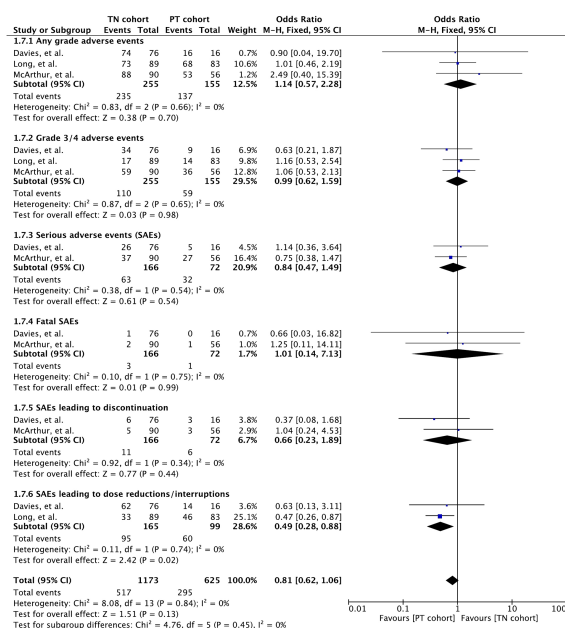 TN cohort PT cohort Odds Ratio Odds Ratio
Study or Subgroup Events Total Events Total Weight M-H, Fixed, 95% CI M-H, Fixed, 95% CI
1.7.1 Any grade adverse events
Davies, et al. 74 76 16 16 0.7% 0.90 [0.04, 19.70]
Long, et al. 73 89 68 83 10.6% 1.01 [0.46, 2.19]
McArthur, et al. 88 90 53 56 1.2% 2.49 [0.40, 15.39]
Subtotal (95% CI) 255 155 12.5% 1.14 [0.57, 2.28]
Total events 235 137
Heterogeneity: Chi² = 0.83, df = 2 (P = 0.66); I² = 0%
Test for overall effect: Z = 0.38 (P = 0.70)
1.7.2 Grade 3/4 adverse events
Davies, et al. 34 76 9 16 6.9% 0.63 [0.21, 1.87]
Long, et al. 17 89 14 83 9.8% 1.16 [0.53, 2.54]
McArthur, et al. 59 90 36 56 12.8% 1.06 [0.53, 2.13]
Subtotal (95% CI) 255 155 29.5% 0.99 [0.62, 1.59]
Total events 110 59
Heterogeneity: Chi² = 0.87, df = 2 (P = 0.65); I² = 0%
Test for overall effect: Z = 0.03 (P = 0.98)
1.7.3 Serious adverse events (SAEs)
Davies, et al. 26 76 5 16 4.5% 1.14 [0.36, 3.64]
McArthur, et al. 37 90 27 56 16.4% 0.75 [0.38, 1.47]
Subtotal (95% CI) 166 72 20.9% 0.84 [0.47, 1.49]
Total events 63 32
Heterogeneity: Chi² = 0.38, df = 1 (P = 0.54); I² = 0%
Test for overall effect: Z = 0.61 (P = 0.54)
1.7.4 Fatal SAEs
Davies, et al. 1 76 0 16 0.7% 0.66 [0.03, 16.82]
McArthur, et al. 2 90 1 56 1.0% 1.25 [0.11, 14.11]
Subtotal (95% CI) 166 72 1.7% 1.01 [0.14, 7.13]
Total events 3 1
Heterogeneity: Chi² = 0.10, df = 1 (P = 0.75); I² = 0%
Test for overall effect: Z = 0.01 (P = 0.99)
1.7.5 SAEs leading to discontinuation
Davies, et al. 6 76 3 16 3.8% 0.37 [0.08, 1.68]
McArthur, et al. 5 90 3 56 2.9% 1.04 [0.24, 4.53]
Subtotal (95% CI) 166 72 6.7% 0.66 [0.23, 1.89]
Total events 11 6
Heterogeneity: Chi² = 0.92, df = 1 (P = 0.34); I² = 0%
Test for overall effect: Z = 0.77 (P = 0.44)
1.7.6 SAEs leading to dose reductions/interruptions
Davies, et al. 62 76 14 16 3.6% 0.63 [0.13, 3.11]
Long, et al. 33 89 46 83 25.1% 0.47 [0.26, 0.87]
Subtotal (95% CI) 165 99 28.6% 0.49 [0.28, 0.88]
Total events 95 60
Heterogeneity: Chi² = 0.11, df = 1 (P = 0.74); I² = 0%
Test for overall effect: Z = 2.42 (P = 0.02)
Total (95% CI) 1173 625 100.0% 0.81 [0.62, 1.06]
Total events 517 295
Heterogeneity: Chi² = 8.08, df = 13 (P = 0.84); I² = 0%
Test for overall effect: Z = 1.51 (P = 0.13)
Test for subgroup differences: Chi² = 4.76, df = 5 (P = 0.45), I² = 0%
0.01 0.1 1 10 100
Favours [PT cohort] Favours [TN cohort]